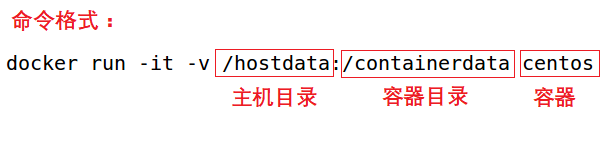 命令格式：
docker run -it -v /hostdata:/containerdata centos
主机目录 容器目录 容器